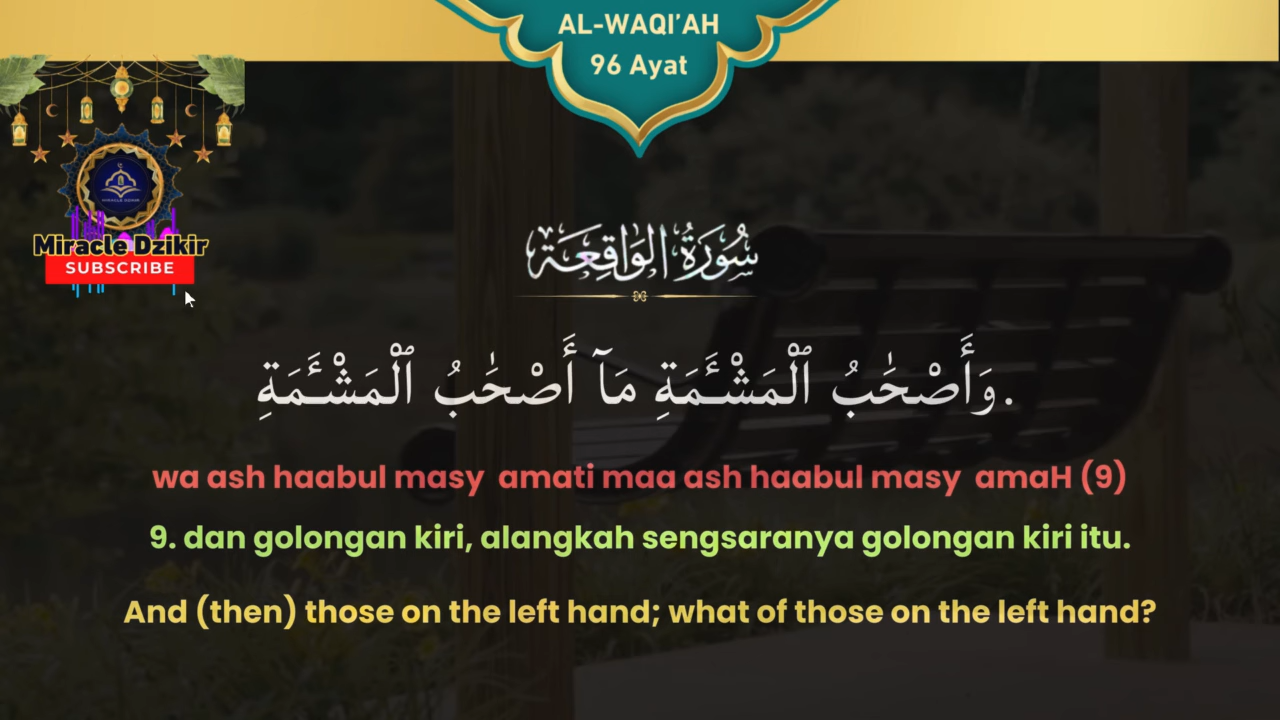 AL-WAQI’AH
96 Ayat
Miracle Dzikir
SUBSCRIBE
سُورَةُ الوَاقِعَة
وَأَصْحَٰبُ ٱلْمَشْـَٔمَةِ مَآ أَصْحَٰبُ ٱلْمَشْـَٔمَةِ.
wa ash haabul masy amati maa ash haabul masy amaH (9)
9. dan golongan kiri, alangkah sengsaranya golongan kiri itu.
And (then) those on the left hand; what of those on the left hand?